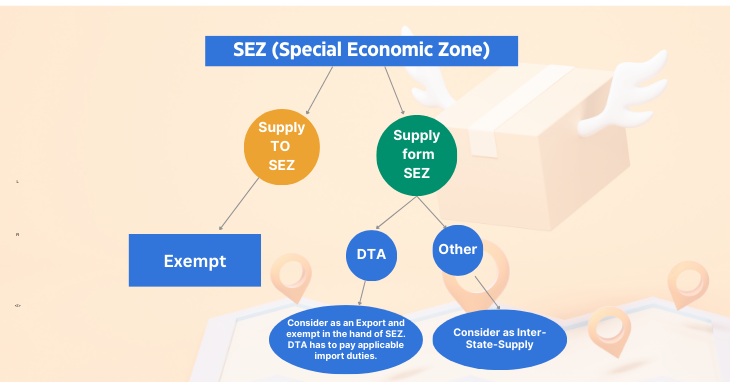 SEZ (Special Economic Zone)
Supply
TO
SEZ
Supply
form
SEZ
Exempt
DTA
Other
Consider as an Export and
exempt in the hand of SEZ.
DTA has to pay applicable
import duties.
Consider as Inter-
State-Supply